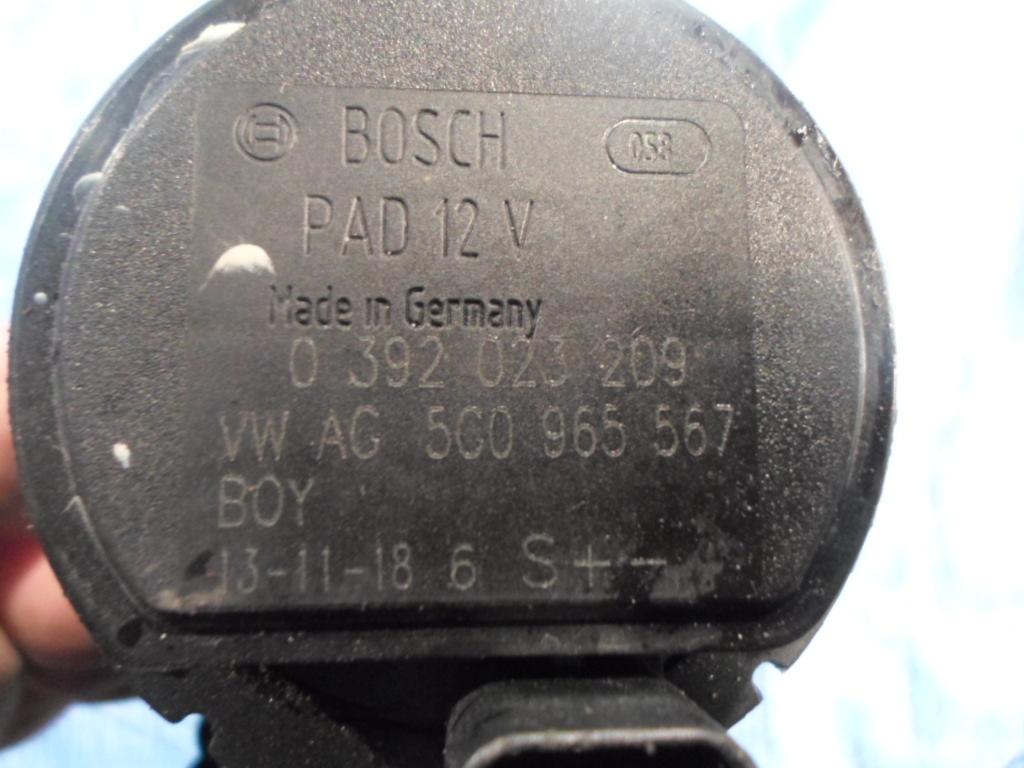 BOSCH 058
PAD 12 V
Made in Germany
0 392 023 209
VW AG 5G0 965 567
BOY
13-11-18 6 S + -